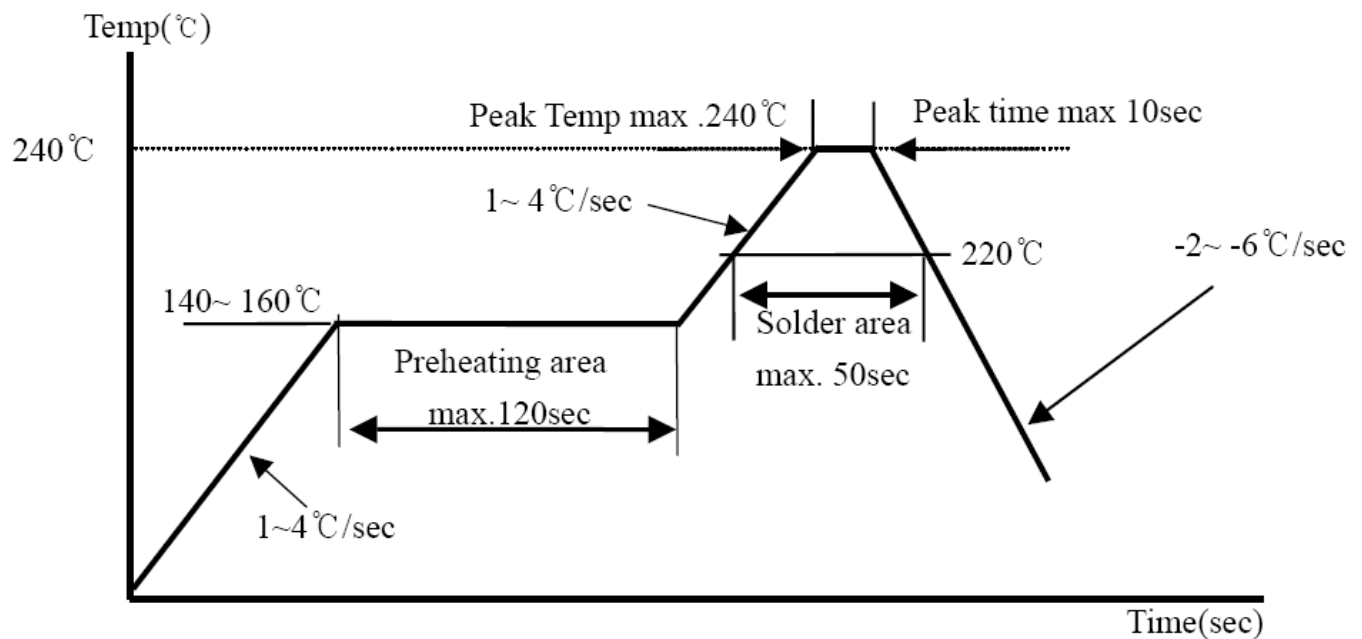 Temp(℃)
Peak Temp max .240℃
Peak time max 10sec
240℃
1~ 4℃/sec
220℃
-2~ -6℃/sec
140~ 160℃
Solder area
max. 50sec
Preheating area
max.120sec
1~4℃/sec
Time(sec)